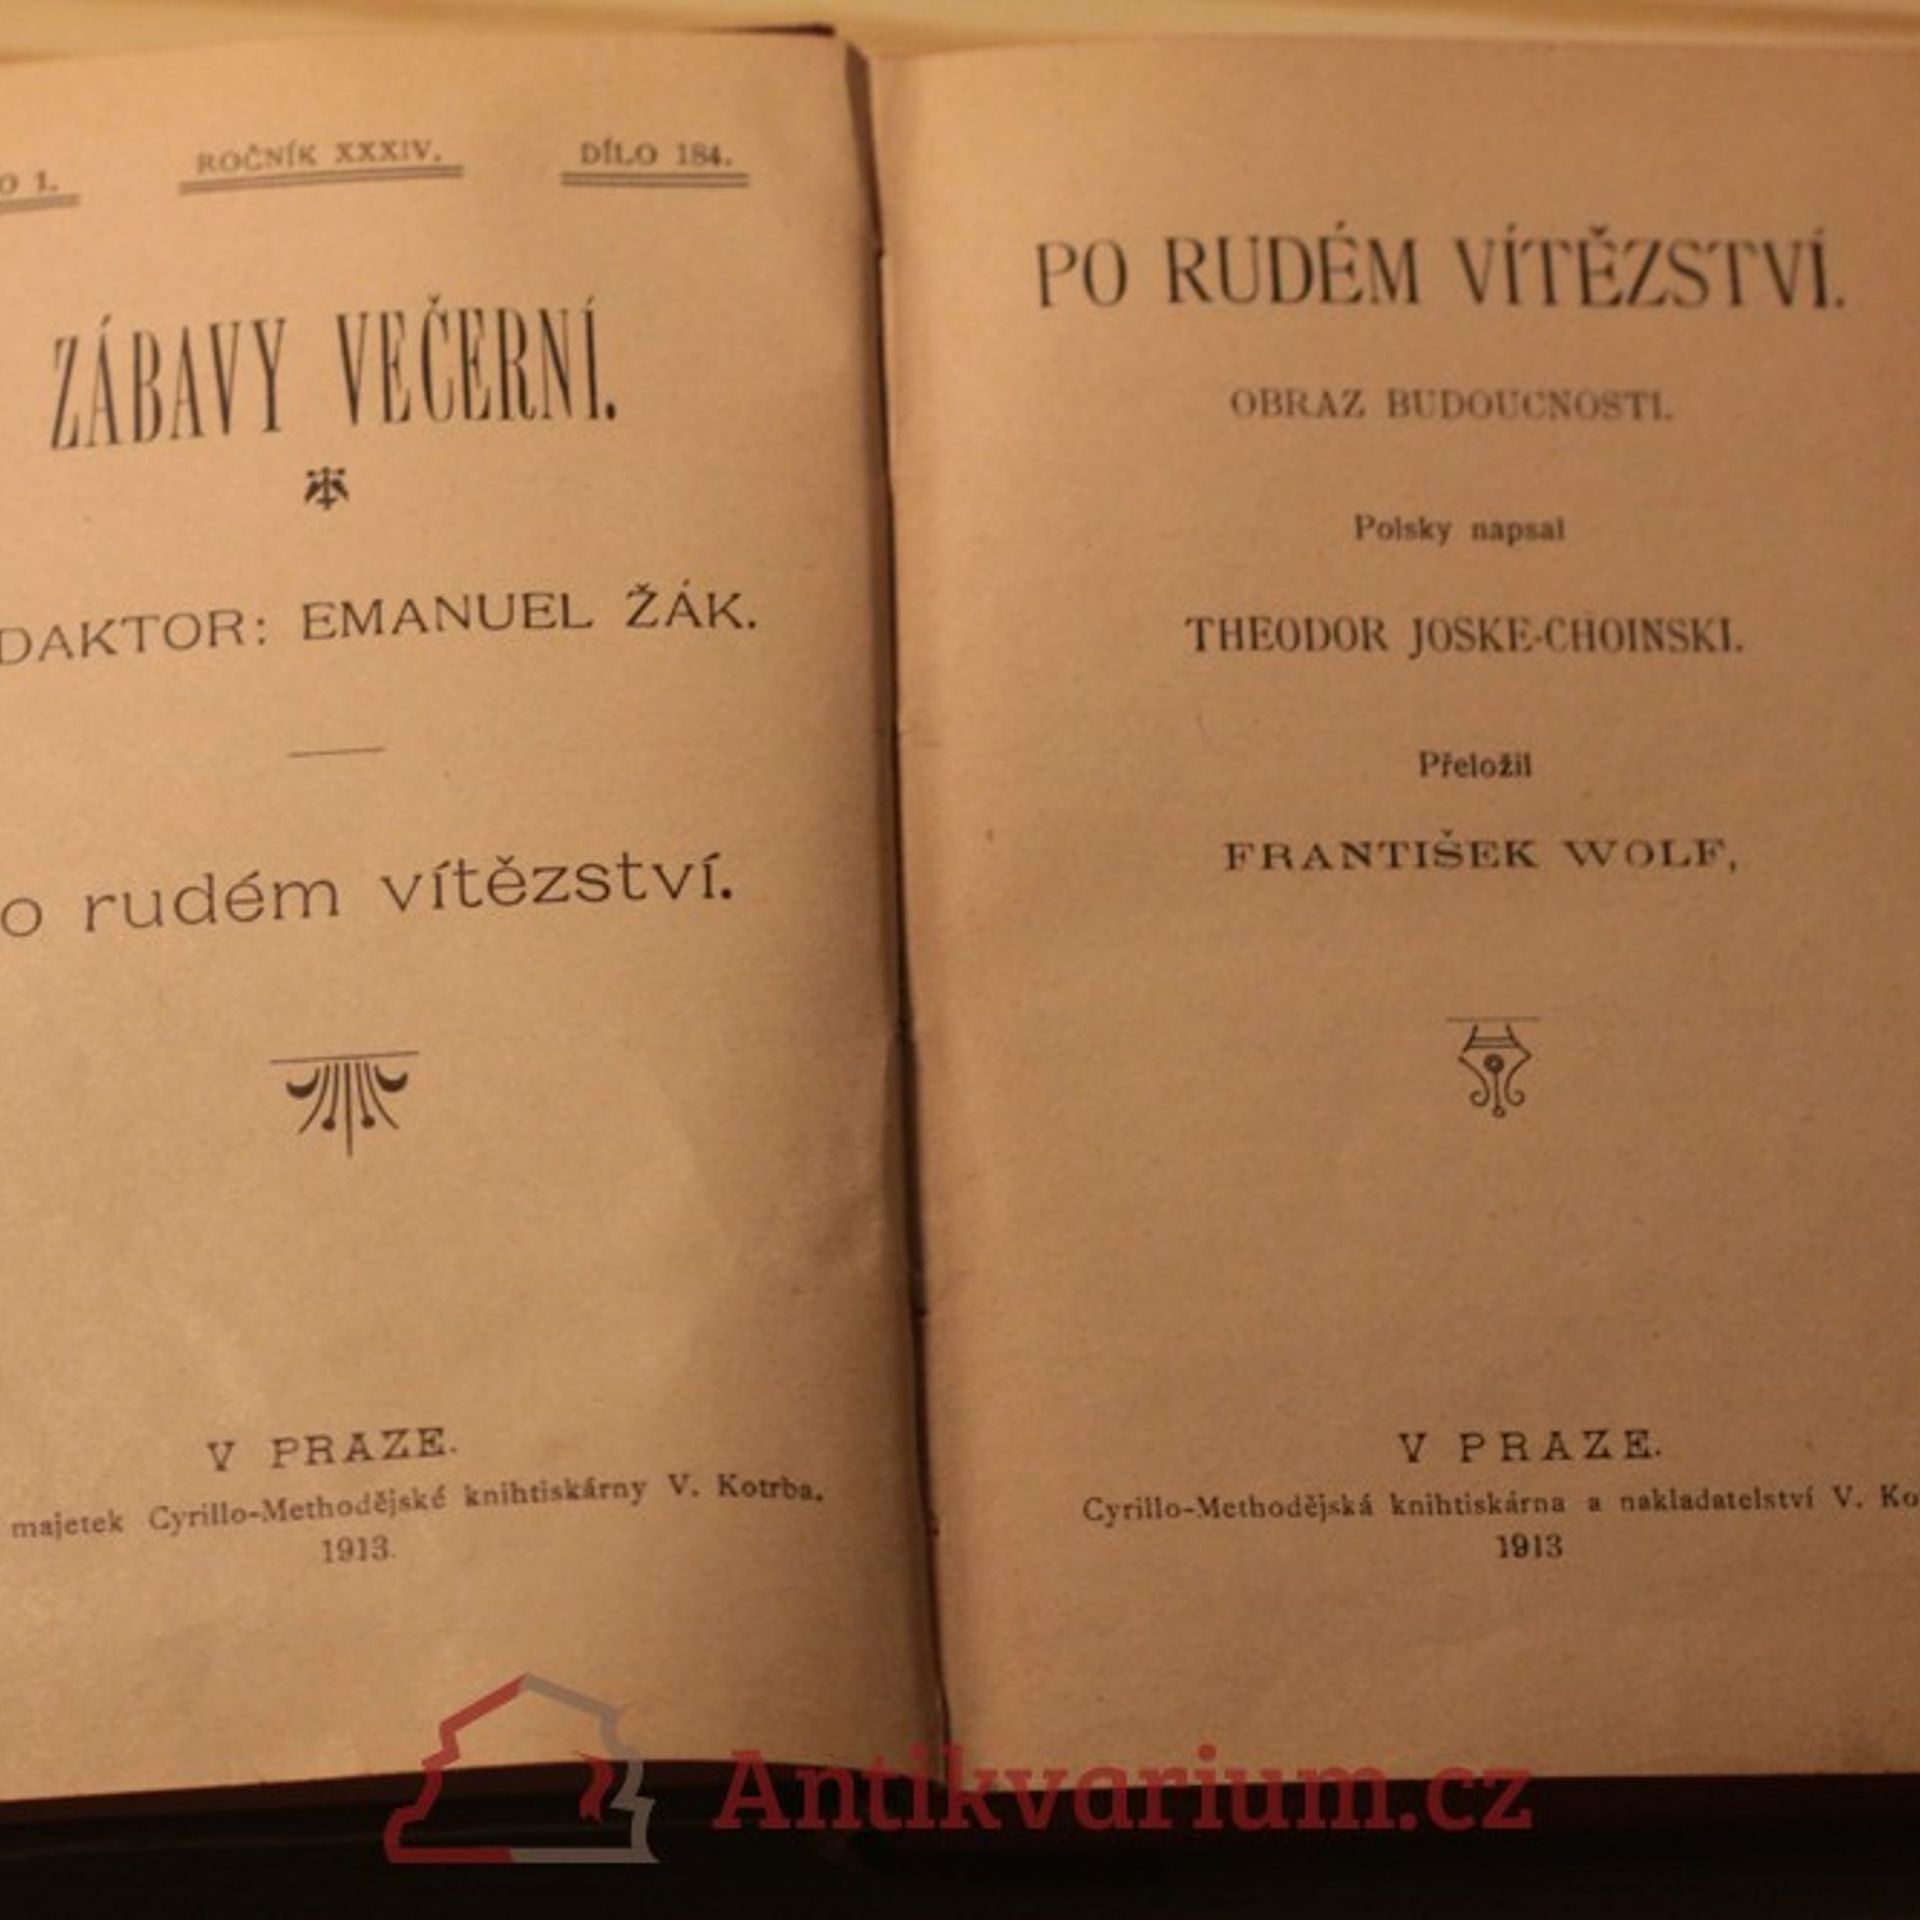 O 1.
ROČNÍK XXXIV.
DÍLO 184.
ZÁBAVY VEČERNÍ.
DAKTOR: EMANUEL ŽÁK.
o rudém vítězství.
V PRAZE.
majetek Cyrillo-Methodějské knihtiskárny V. Kotrba.
1913.
PO RUDÉM VÍTĚZSTVÍ.
OBRAZ BUDOUCNOSTI.
Polsky napsal
THEODOR JOSKE-CHOINSKI.
Přeložil
FRANTIŠEK WOLF,
V PRAZE.
Cyrillo-Methodějská knihtiskárna a nakladatelství V. Ko
1913
Antikvarium.cz